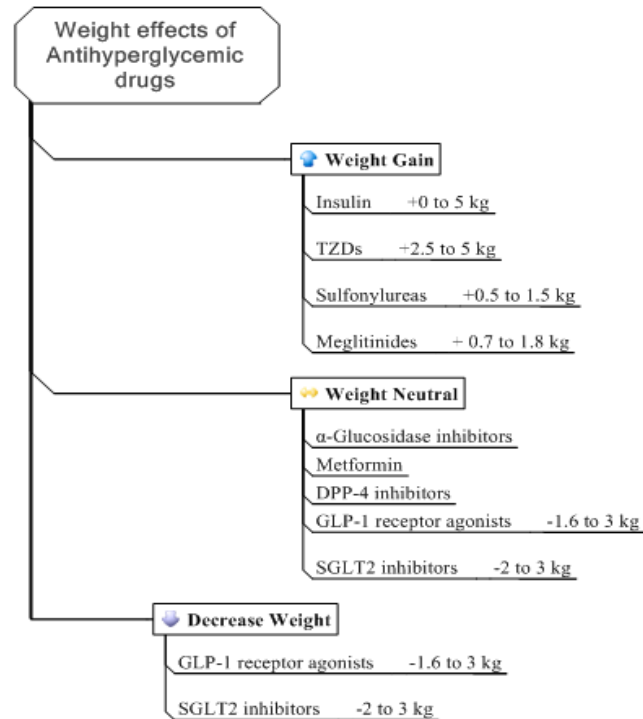 Weight effects of
Antihyperglycemic
drugs
Weight Gain
Insulin +0 to 5 kg
TZDs +2.5 to 5 kg
Sulfonylureas +0.5 to 1.5 kg
Meglitinides + 0.7 to 1.8 kg
Weight Neutral
α-Glucosidase inhibitors
Metformin
DPP-4 inhibitors
GLP-1 receptor agonists -1.6 to 3 kg
SGLT2 inhibitors -2 to 3 kg
Decrease Weight
GLP-1 receptor agonists -1.6 to 3 kg
SGLT2 inhibitors -2 to 3 kg